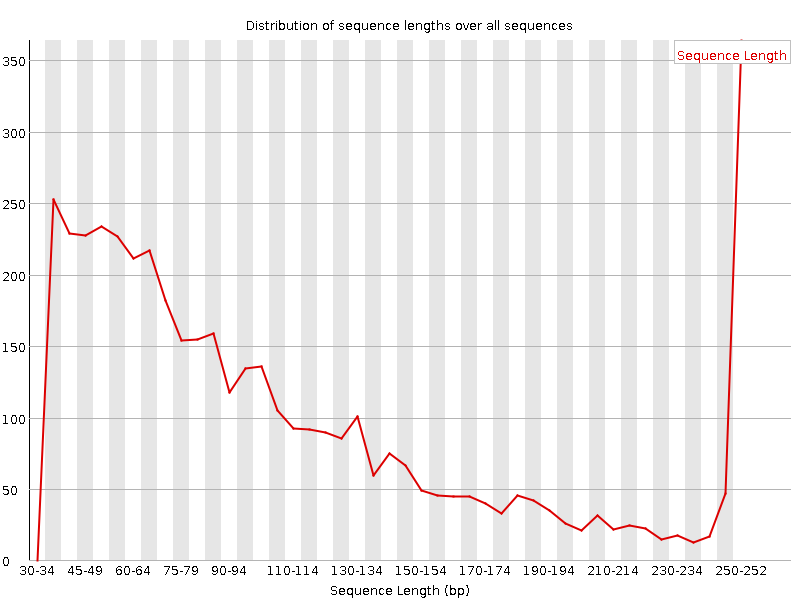 Distribution of sequence lengths over all sequences
Sequence Length
350
300
250
200
150
100
50
0
30-34 45-49 60-64 75-79 90-94 110-114 130-134 150-154 170-174 190-194 210-214 230-234 250-252
Sequence Length (bp)